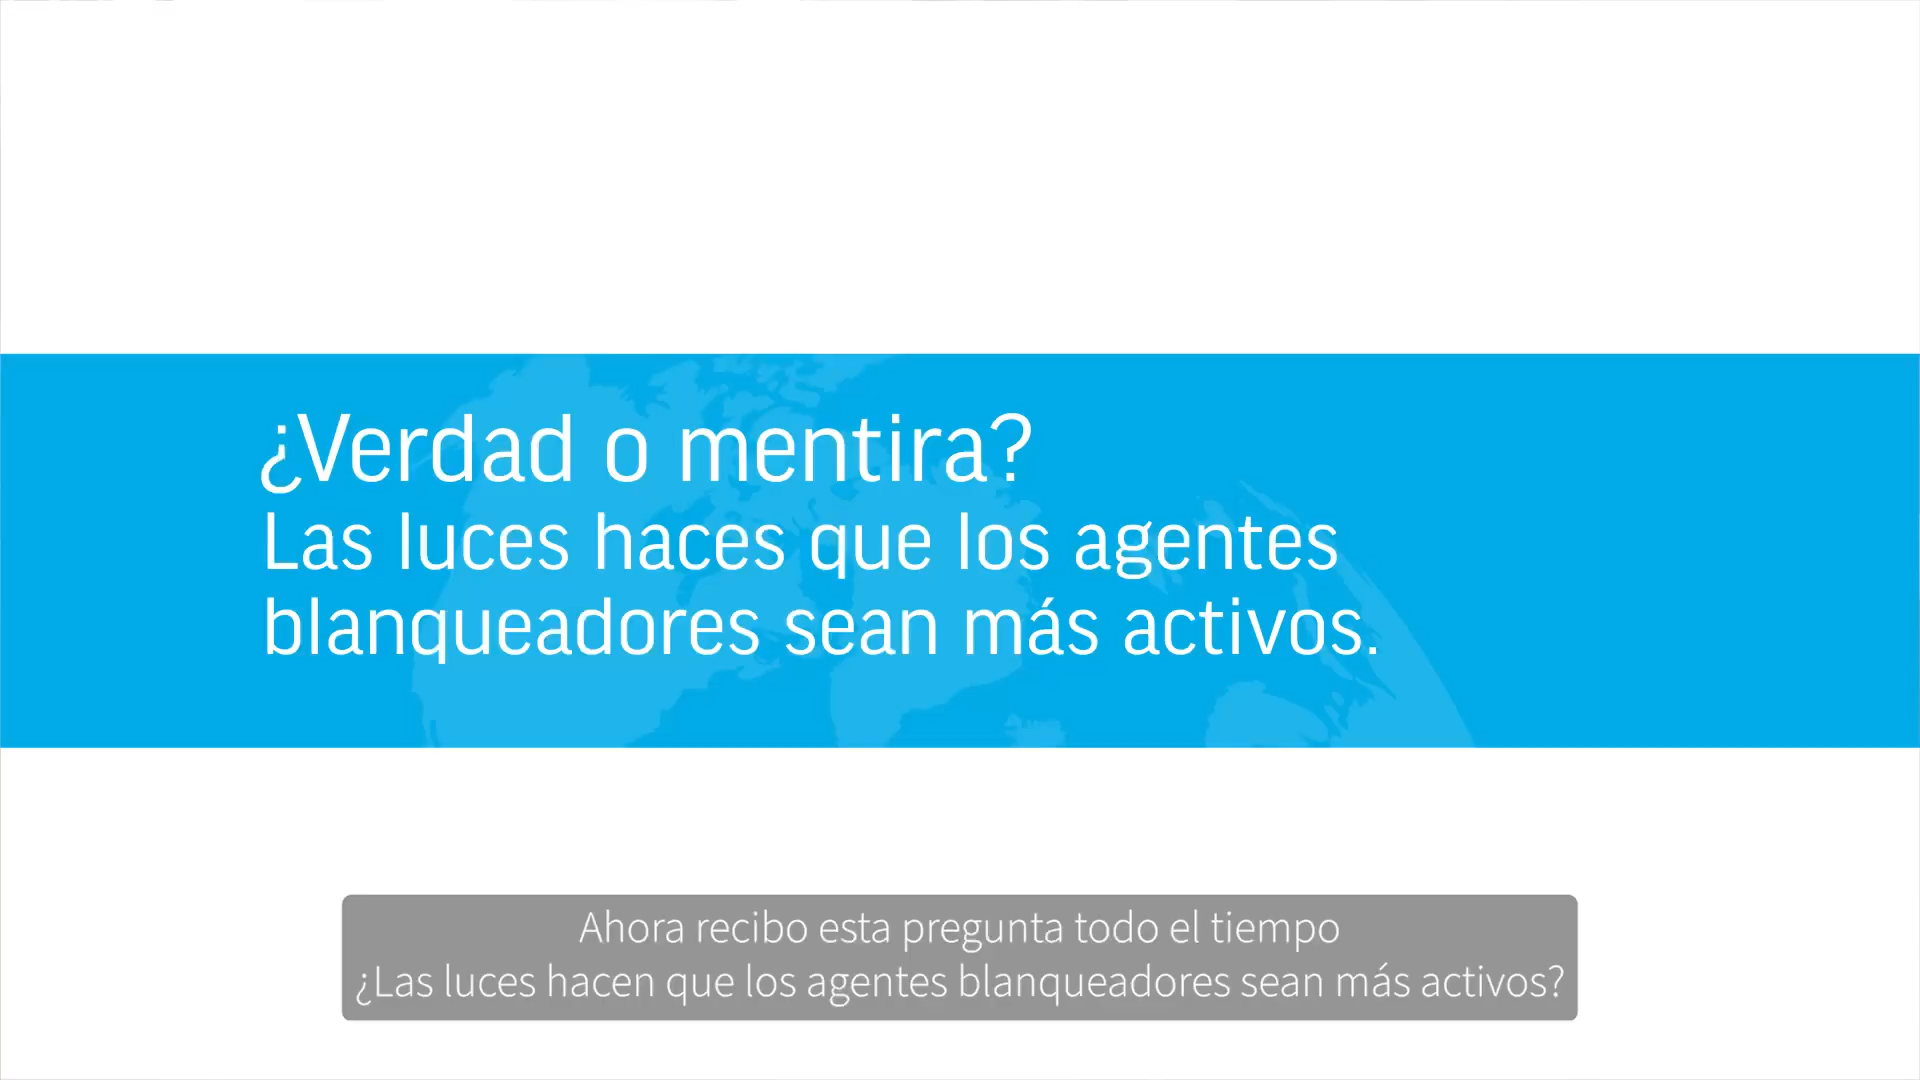 ¿Verdad o mentira?
Las luces haces que los agentes
blanqueadores sean más activos.
Ahora recibo esta pregunta todo el tiempo
¿Las luces hacen que los agentes blanqueadores sean más activos?